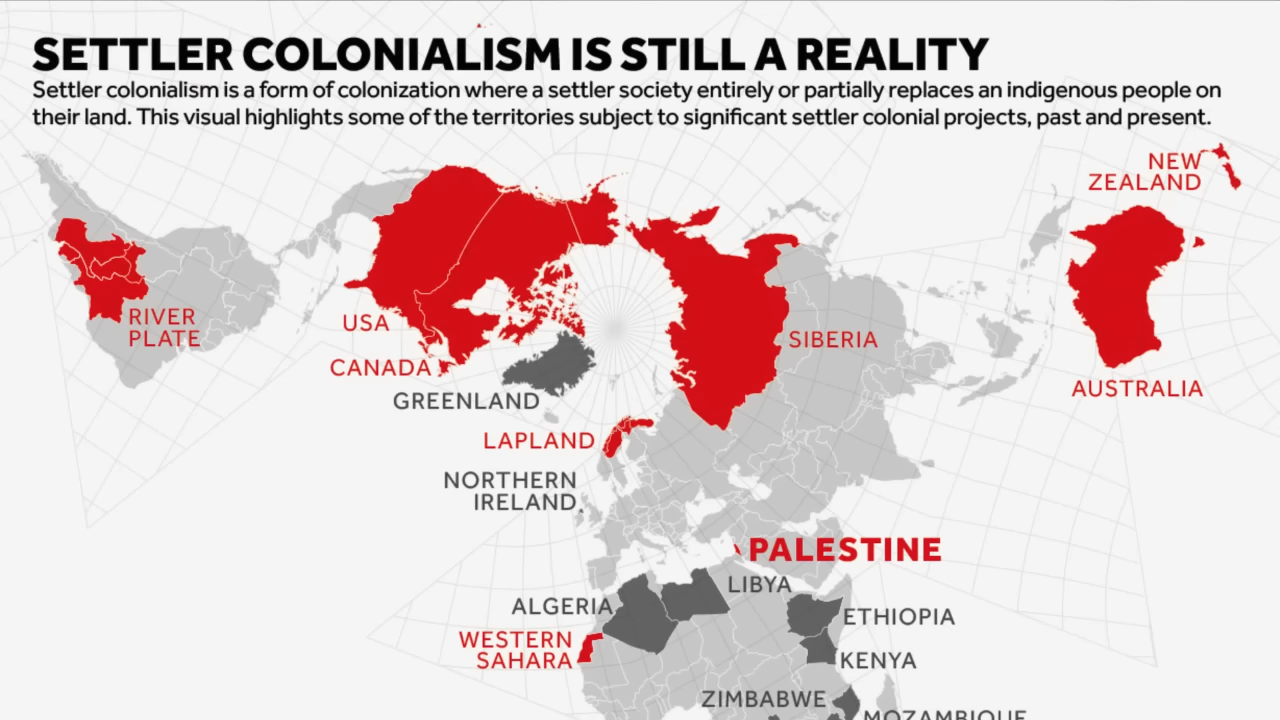 SETTLER COLONIALISM IS STILL A REALITY
Settler colonialism is a form of colonization where a settler society entirely or partially replaces an indigenous people on
their land. This visual highlights some of the territories subject to significant settler colonial projects, past and present.
NEW
ZEALAND
RIVER
PLATE
USA
SIBERIA
CANADA
AUSTRALIA
GREENLAND
LAPLAND
NORTHERN
IRELAND
PALESTINE
LIBYA
ALGERIA
ETHIOPIA
WESTERN
SAHARA
KENYA
ZIMBABWE
MOZAMBIQUE